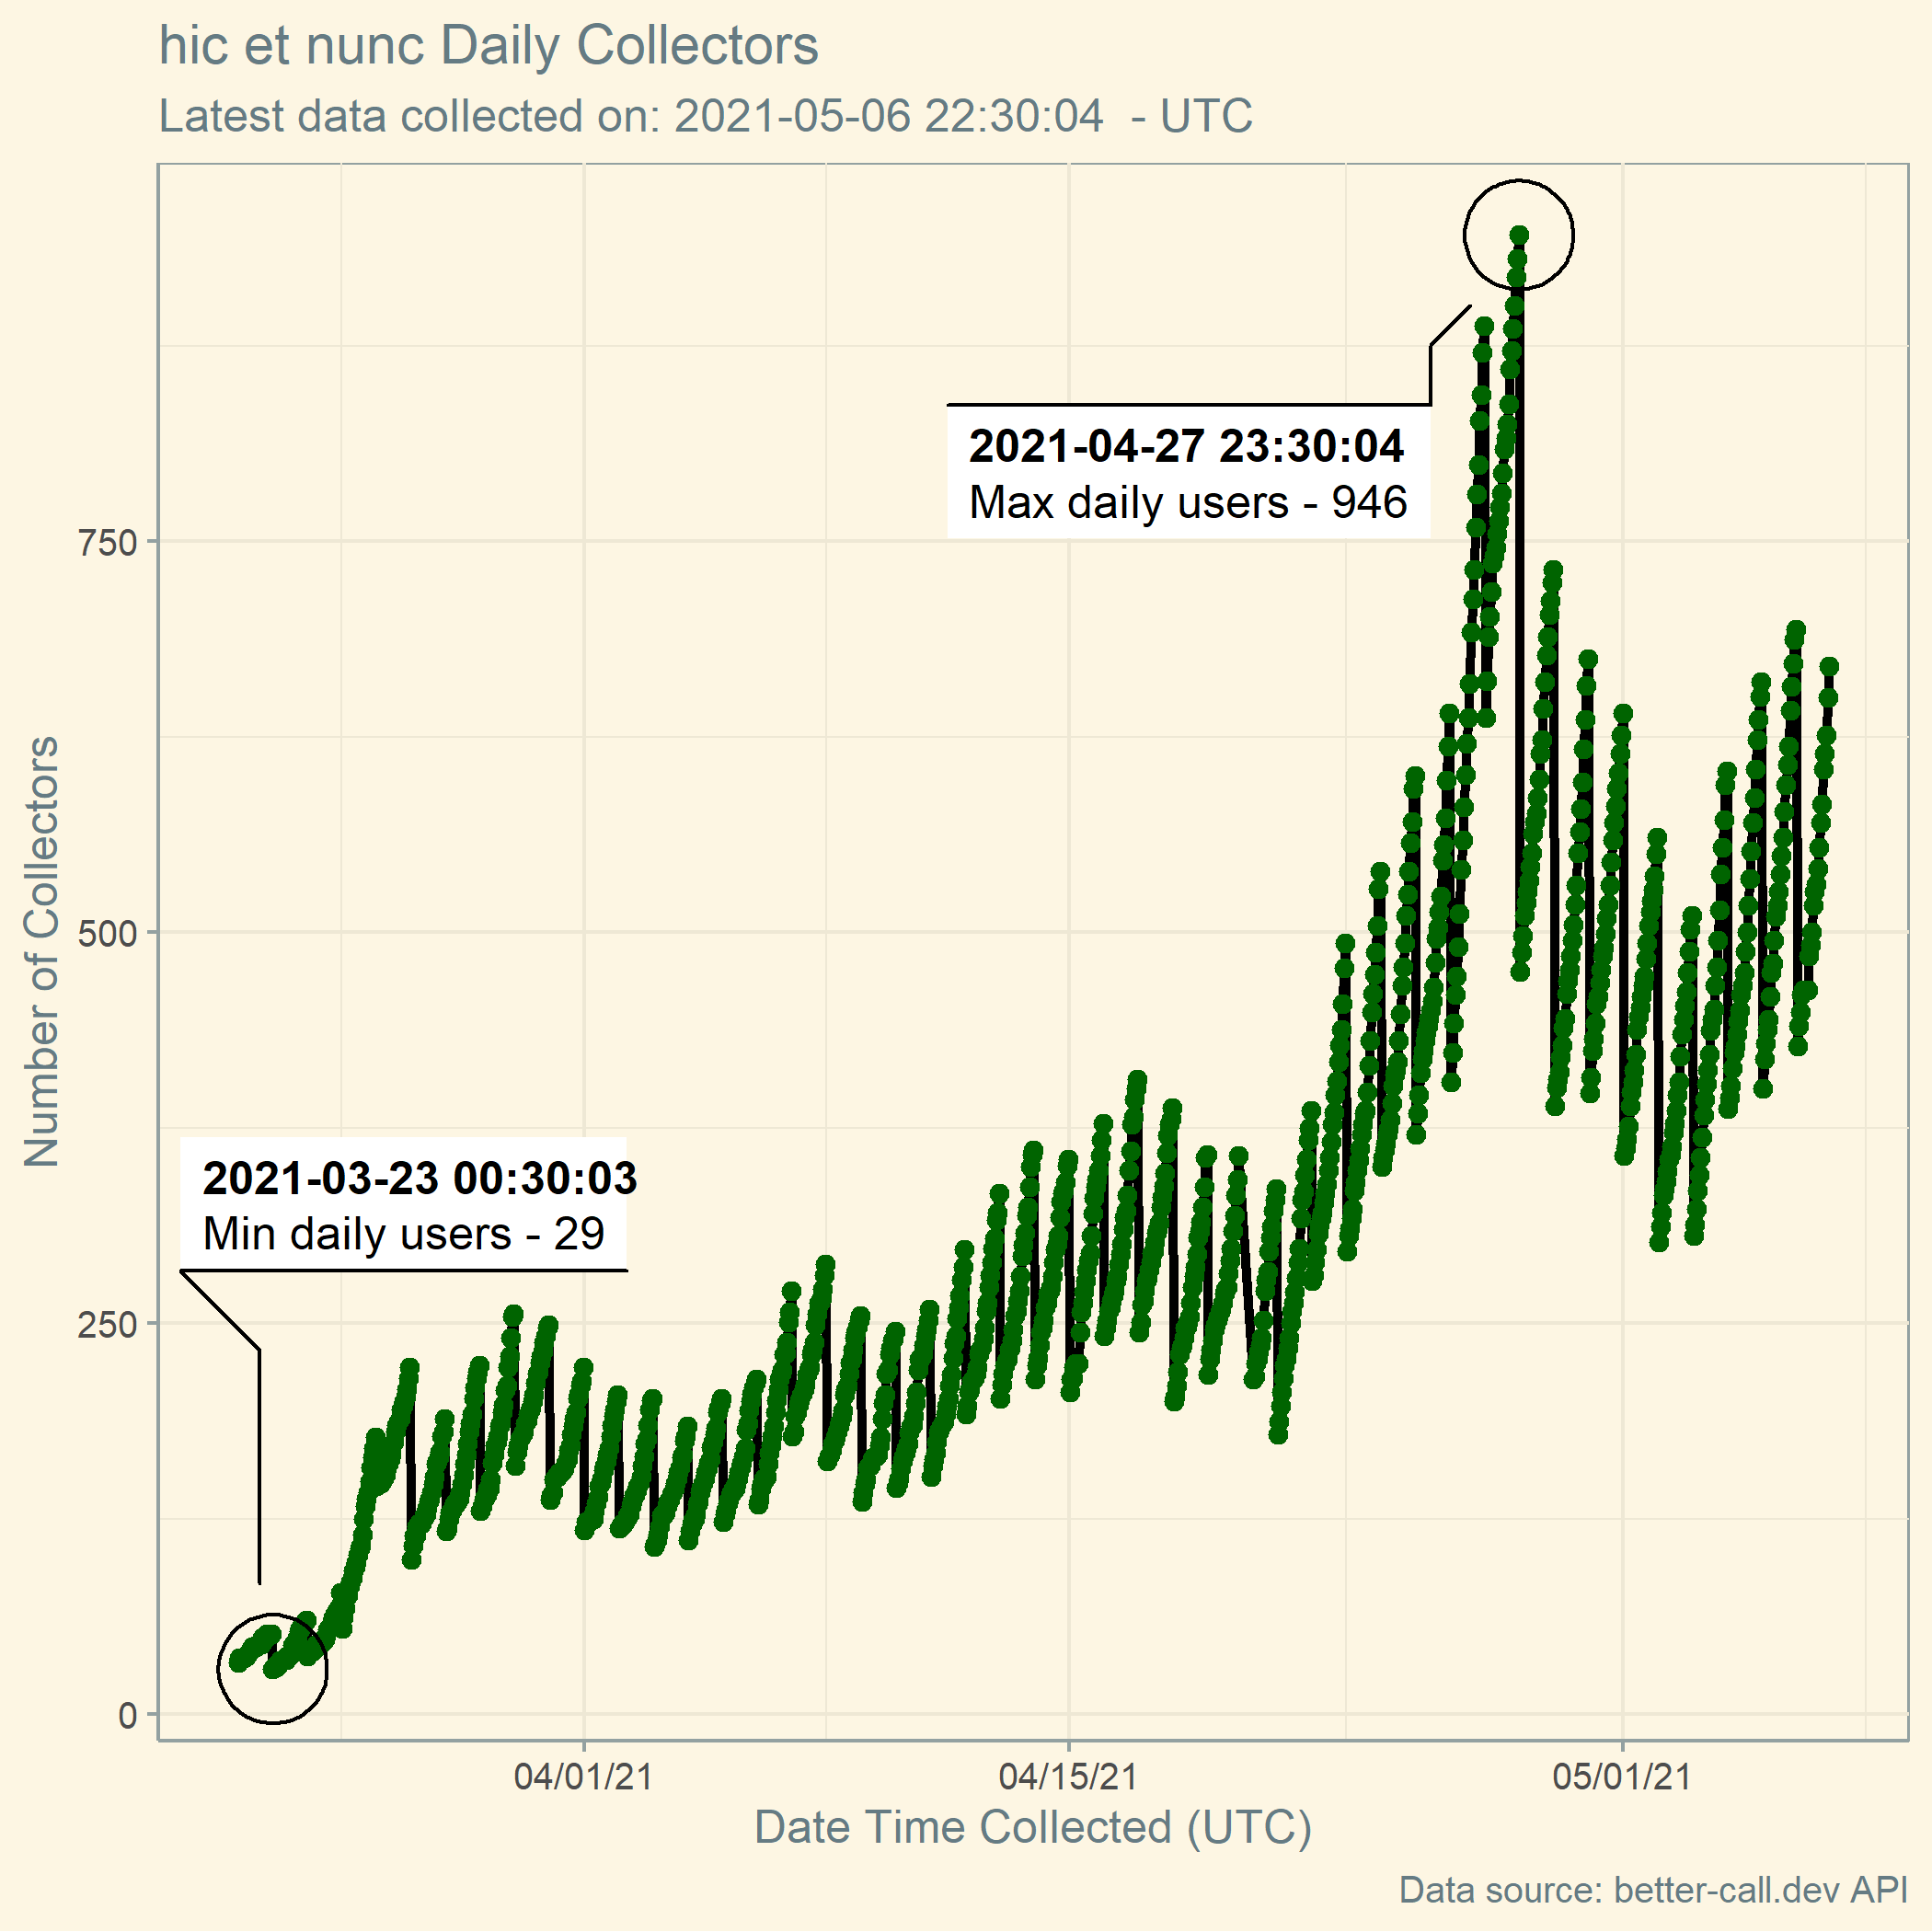 hic et nunc Daily Collectors
Latest data collected on: 2021-05-06 22:30:04  - UTC
2021-04-27 23:30:04
Max daily users - 946
2021-03-23 00:30:03
Min daily users - 29
Number of Collectors
750
500
250
0
04/01/21
04/15/21
05/01/21
Date Time Collected (UTC)
Data source: better-call.dev API